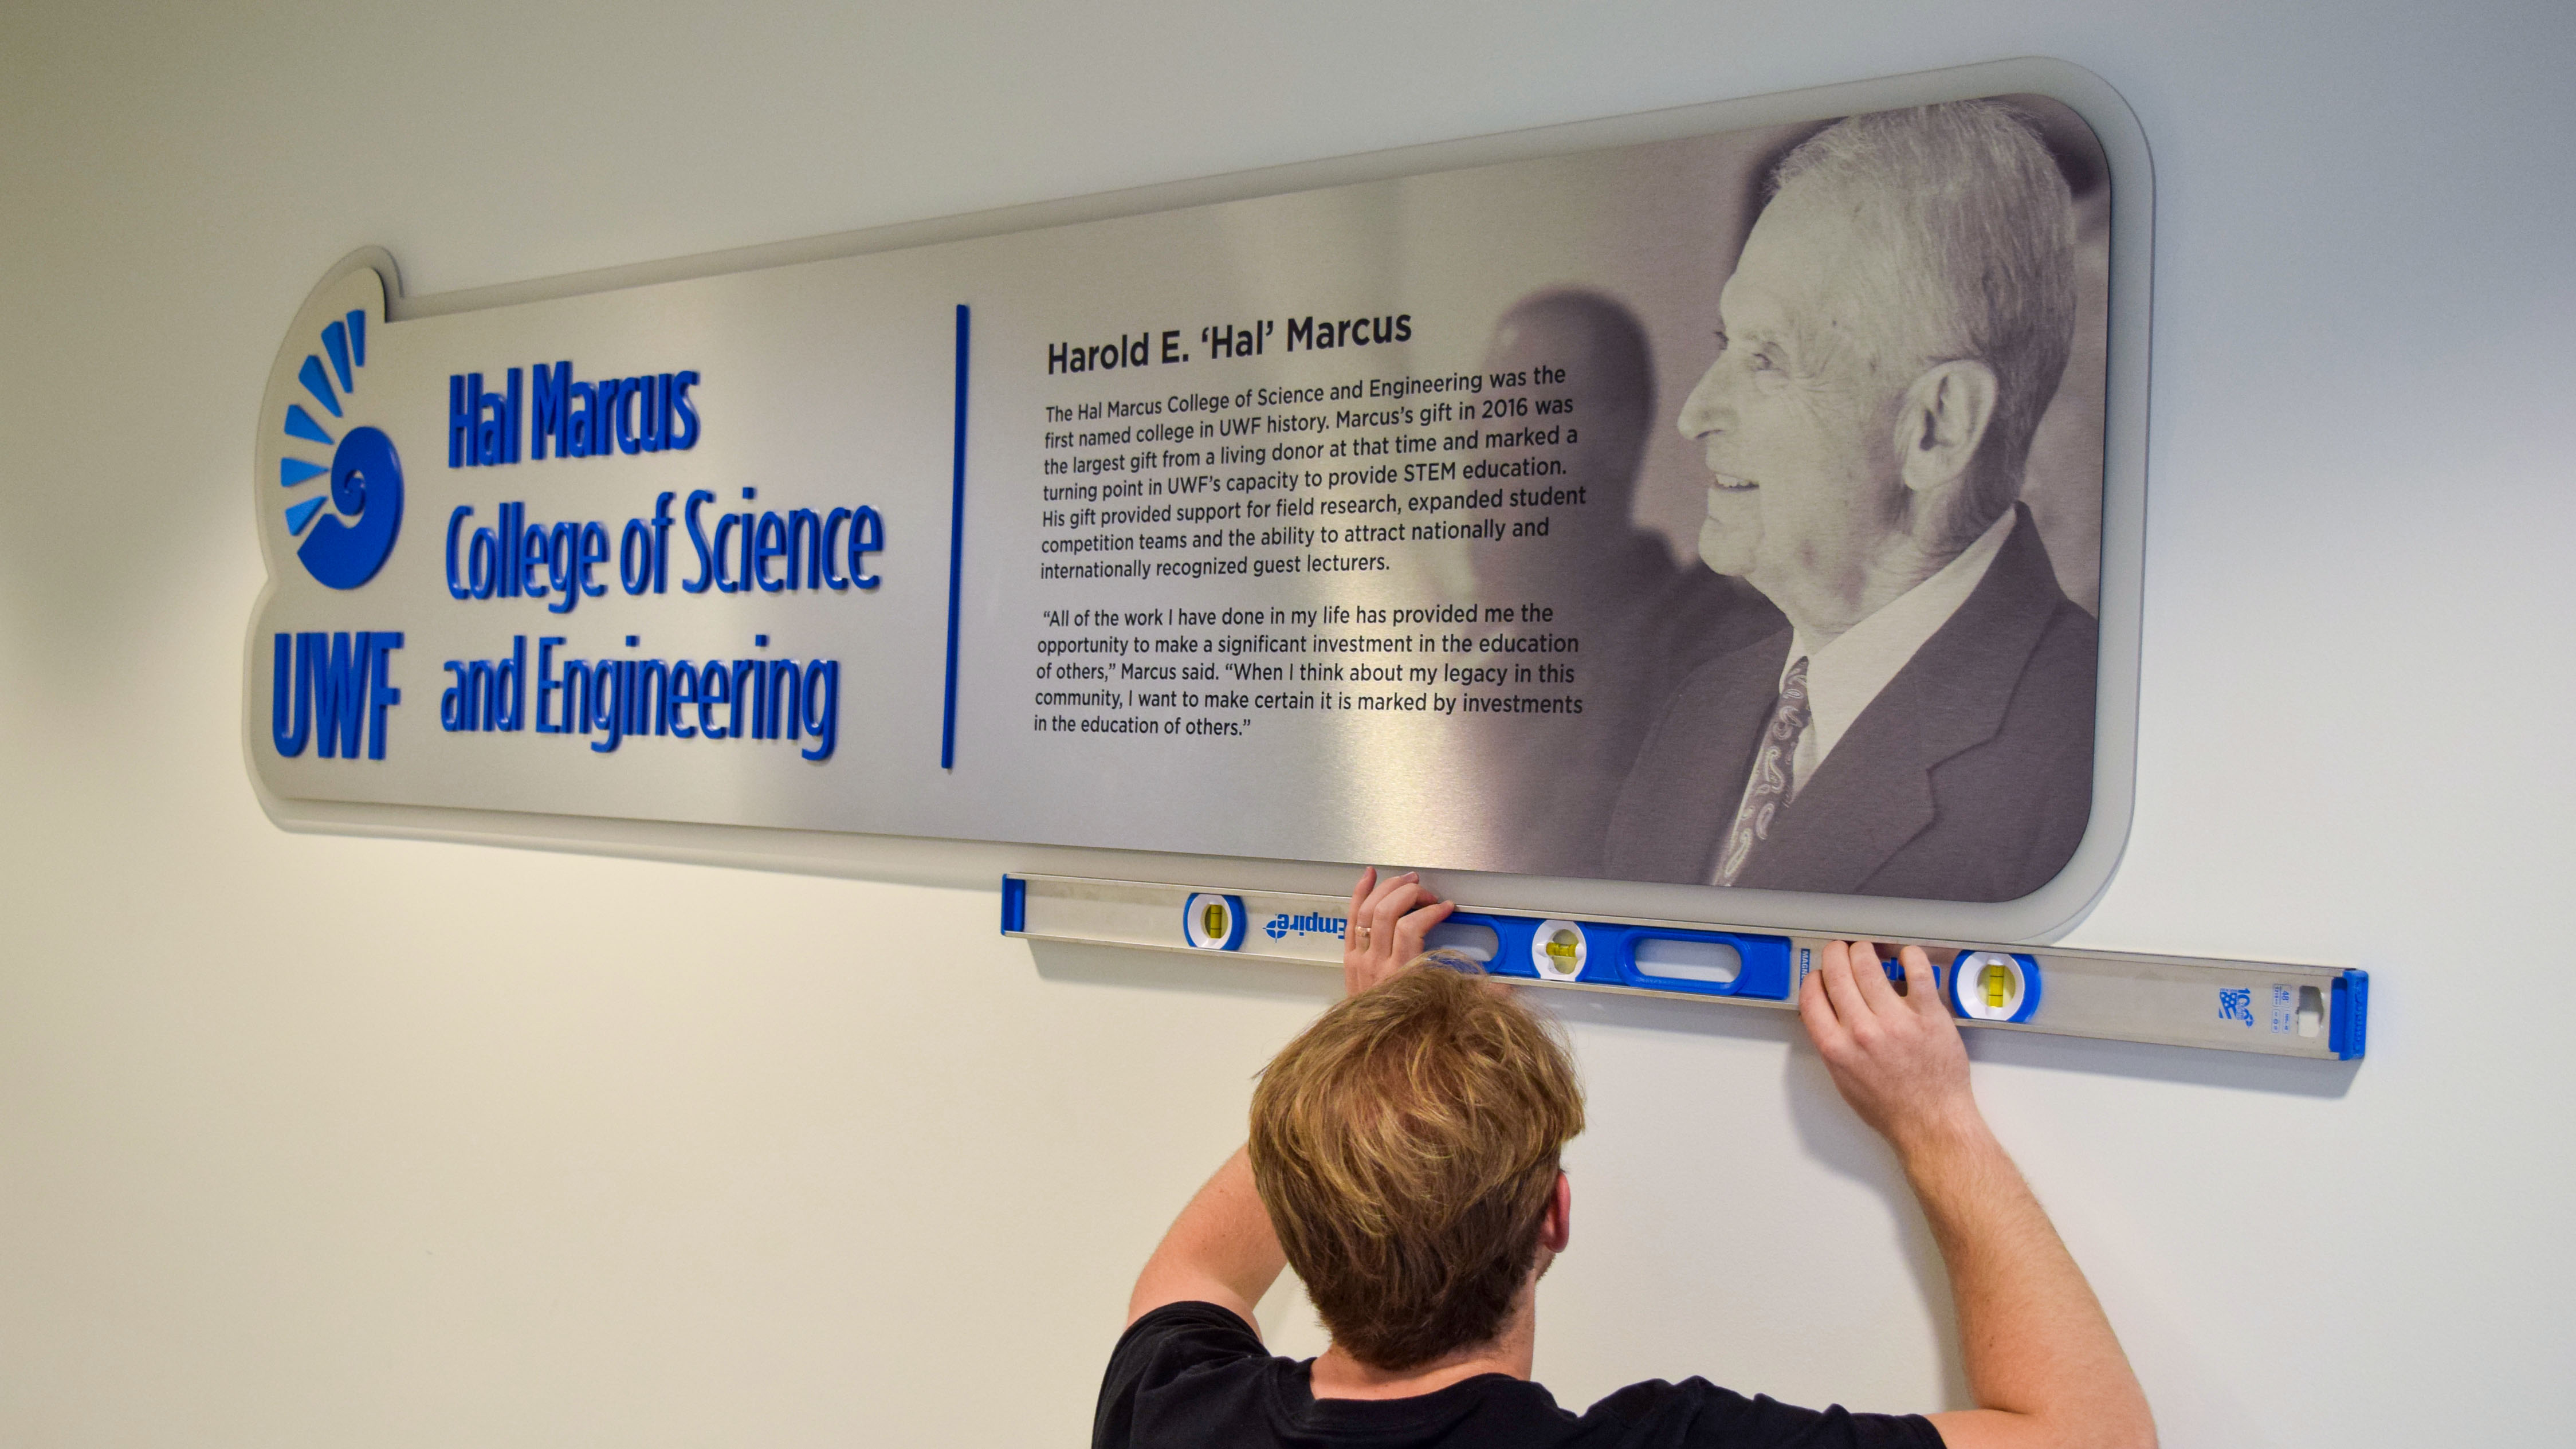 Hal Marcus
College of Science
and Engineering
UWF
Harold E. ‘Hal’ Marcus
The Hal Marcus College of Science and Engineering was the
first named college in UWF history. Marcus’s gift in 2016 was
the largest gift from a living donor at that time and marked a
turning point in UWF’s capacity to provide STEM education.
His gift provided support for field research, expanded student
competition teams and the ability to attract nationally and
internationally recognized guest lecturers.
“All of the work I have done in my life has provided me the
opportunity to make a significant investment in the education
of others,” Marcus said. “When I think about my legacy in this
community, I want to make certain it is marked by investments
in the education of others.”
Empire